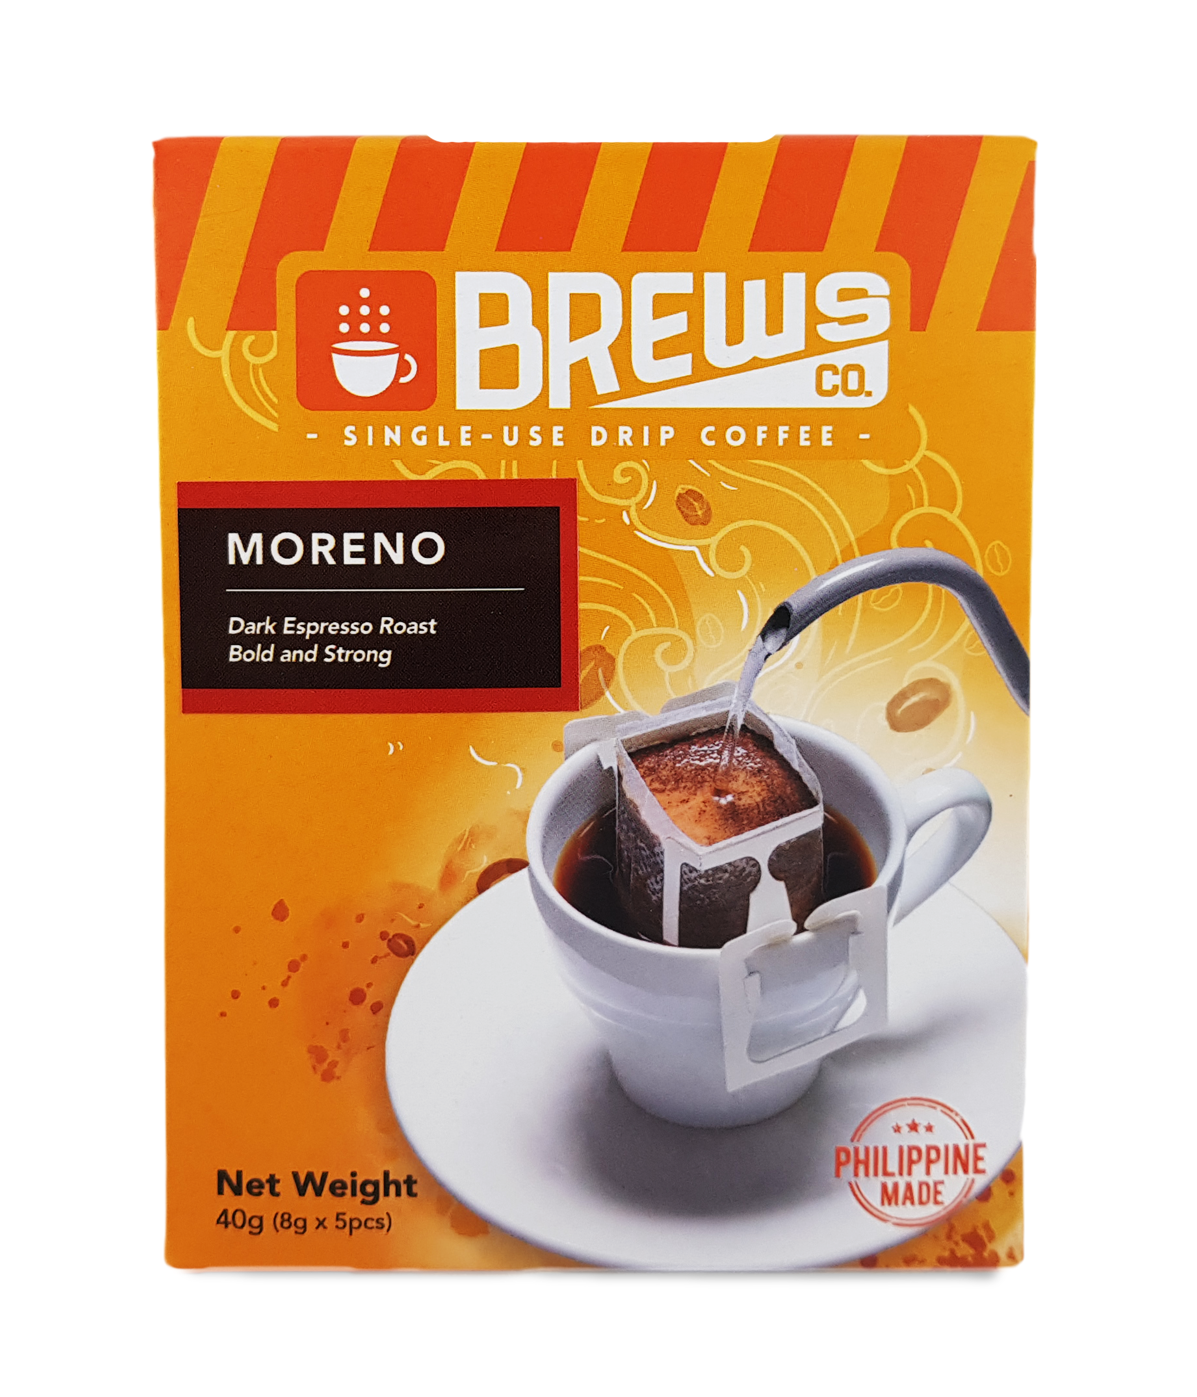 BREWS
CO.
- SINGLE-USE DRIP COFFEE -
MORENO
Dark Espresso Roast
Bold and Strong
Net Weight
40g (8g x 5pcs)
PHILIPPINE
MADE